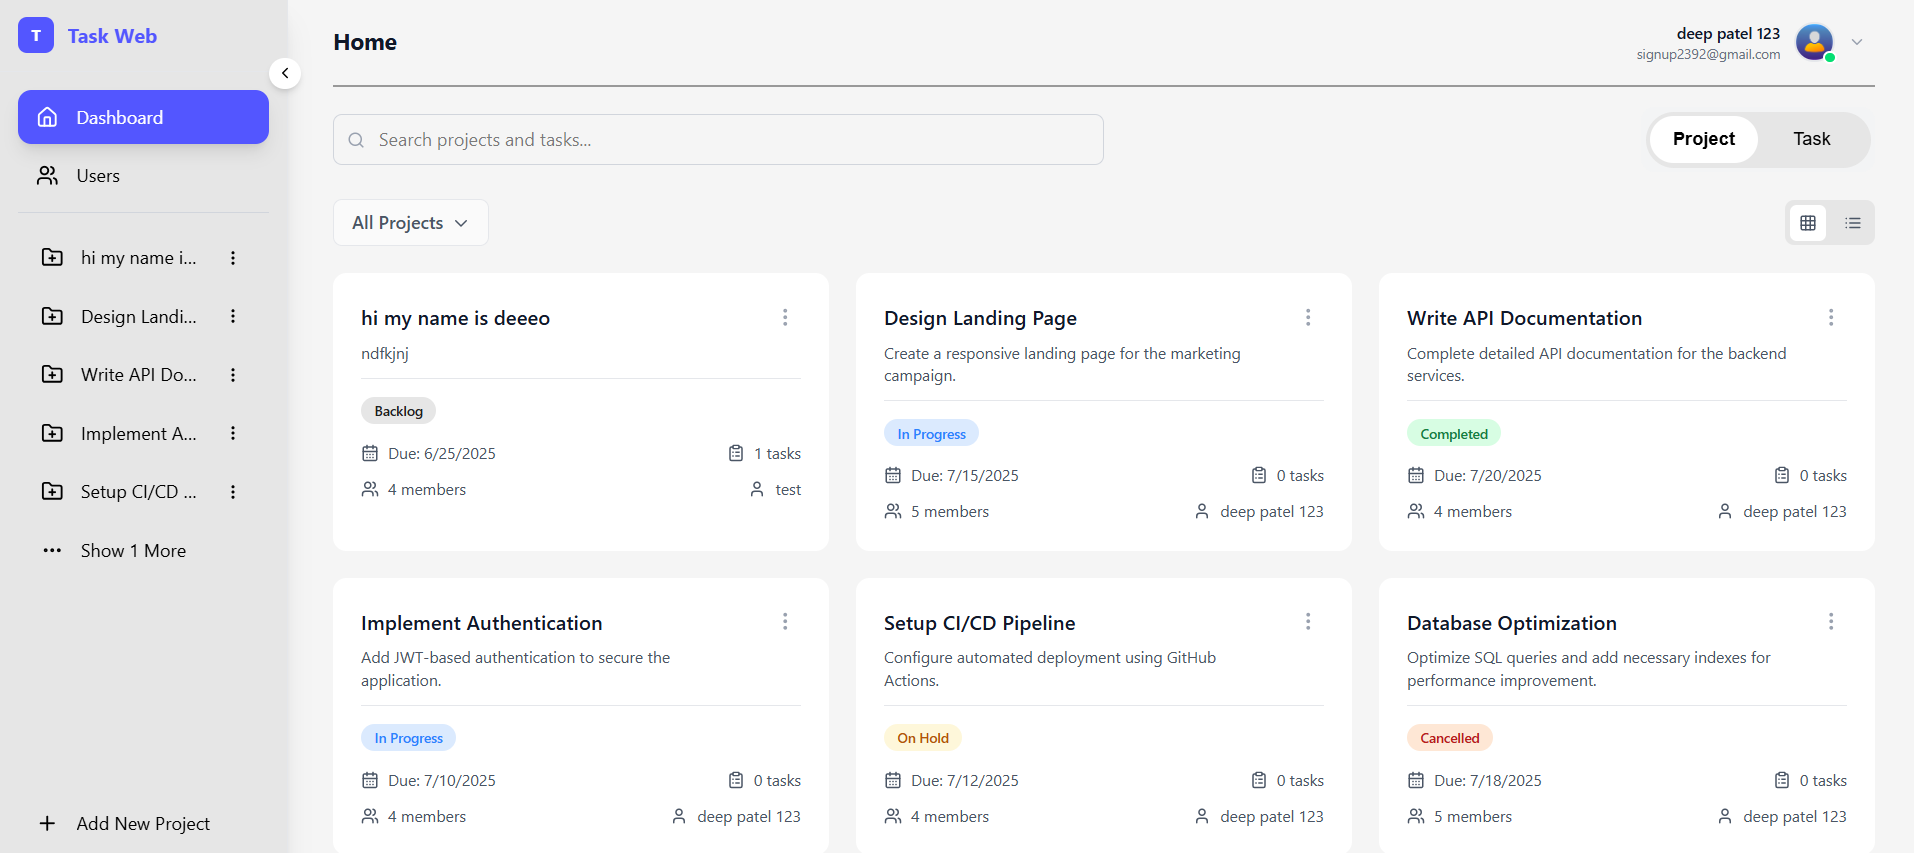 T
Task Web
Dashboard
Users
hi my name i...
Design Landi...
Write API Do...
Implement A...
Setup CI/CD ...
Show 1 More
Add New Project
Home
deep patel 123
signup2392@gmail.com
Search projects and tasks...
Project
Task
All Projects
hi my name is deeeo
ndfkjnj
Backlog
Due: 6/25/2025
1 tasks
4 members
test
Design Landing Page
Create a responsive landing page for the marketing
campaign.
In Progress
Due: 7/15/2025
0 tasks
5 members
deep patel 123
Write API Documentation
Complete detailed API documentation for the backend
services.
Completed
Due: 7/20/2025
0 tasks
4 members
deep patel 123
Implement Authentication
Add JWT-based authentication to secure the
application.
In Progress
Due: 7/10/2025
0 tasks
4 members
deep patel 123
Setup CI/CD Pipeline
Configure automated deployment using GitHub
Actions.
On Hold
Due: 7/12/2025
0 tasks
4 members
deep patel 123
Database Optimization
Optimize SQL queries and add necessary indexes for
performance improvement.
Cancelled
Due: 7/18/2025
0 tasks
5 members
deep patel 123